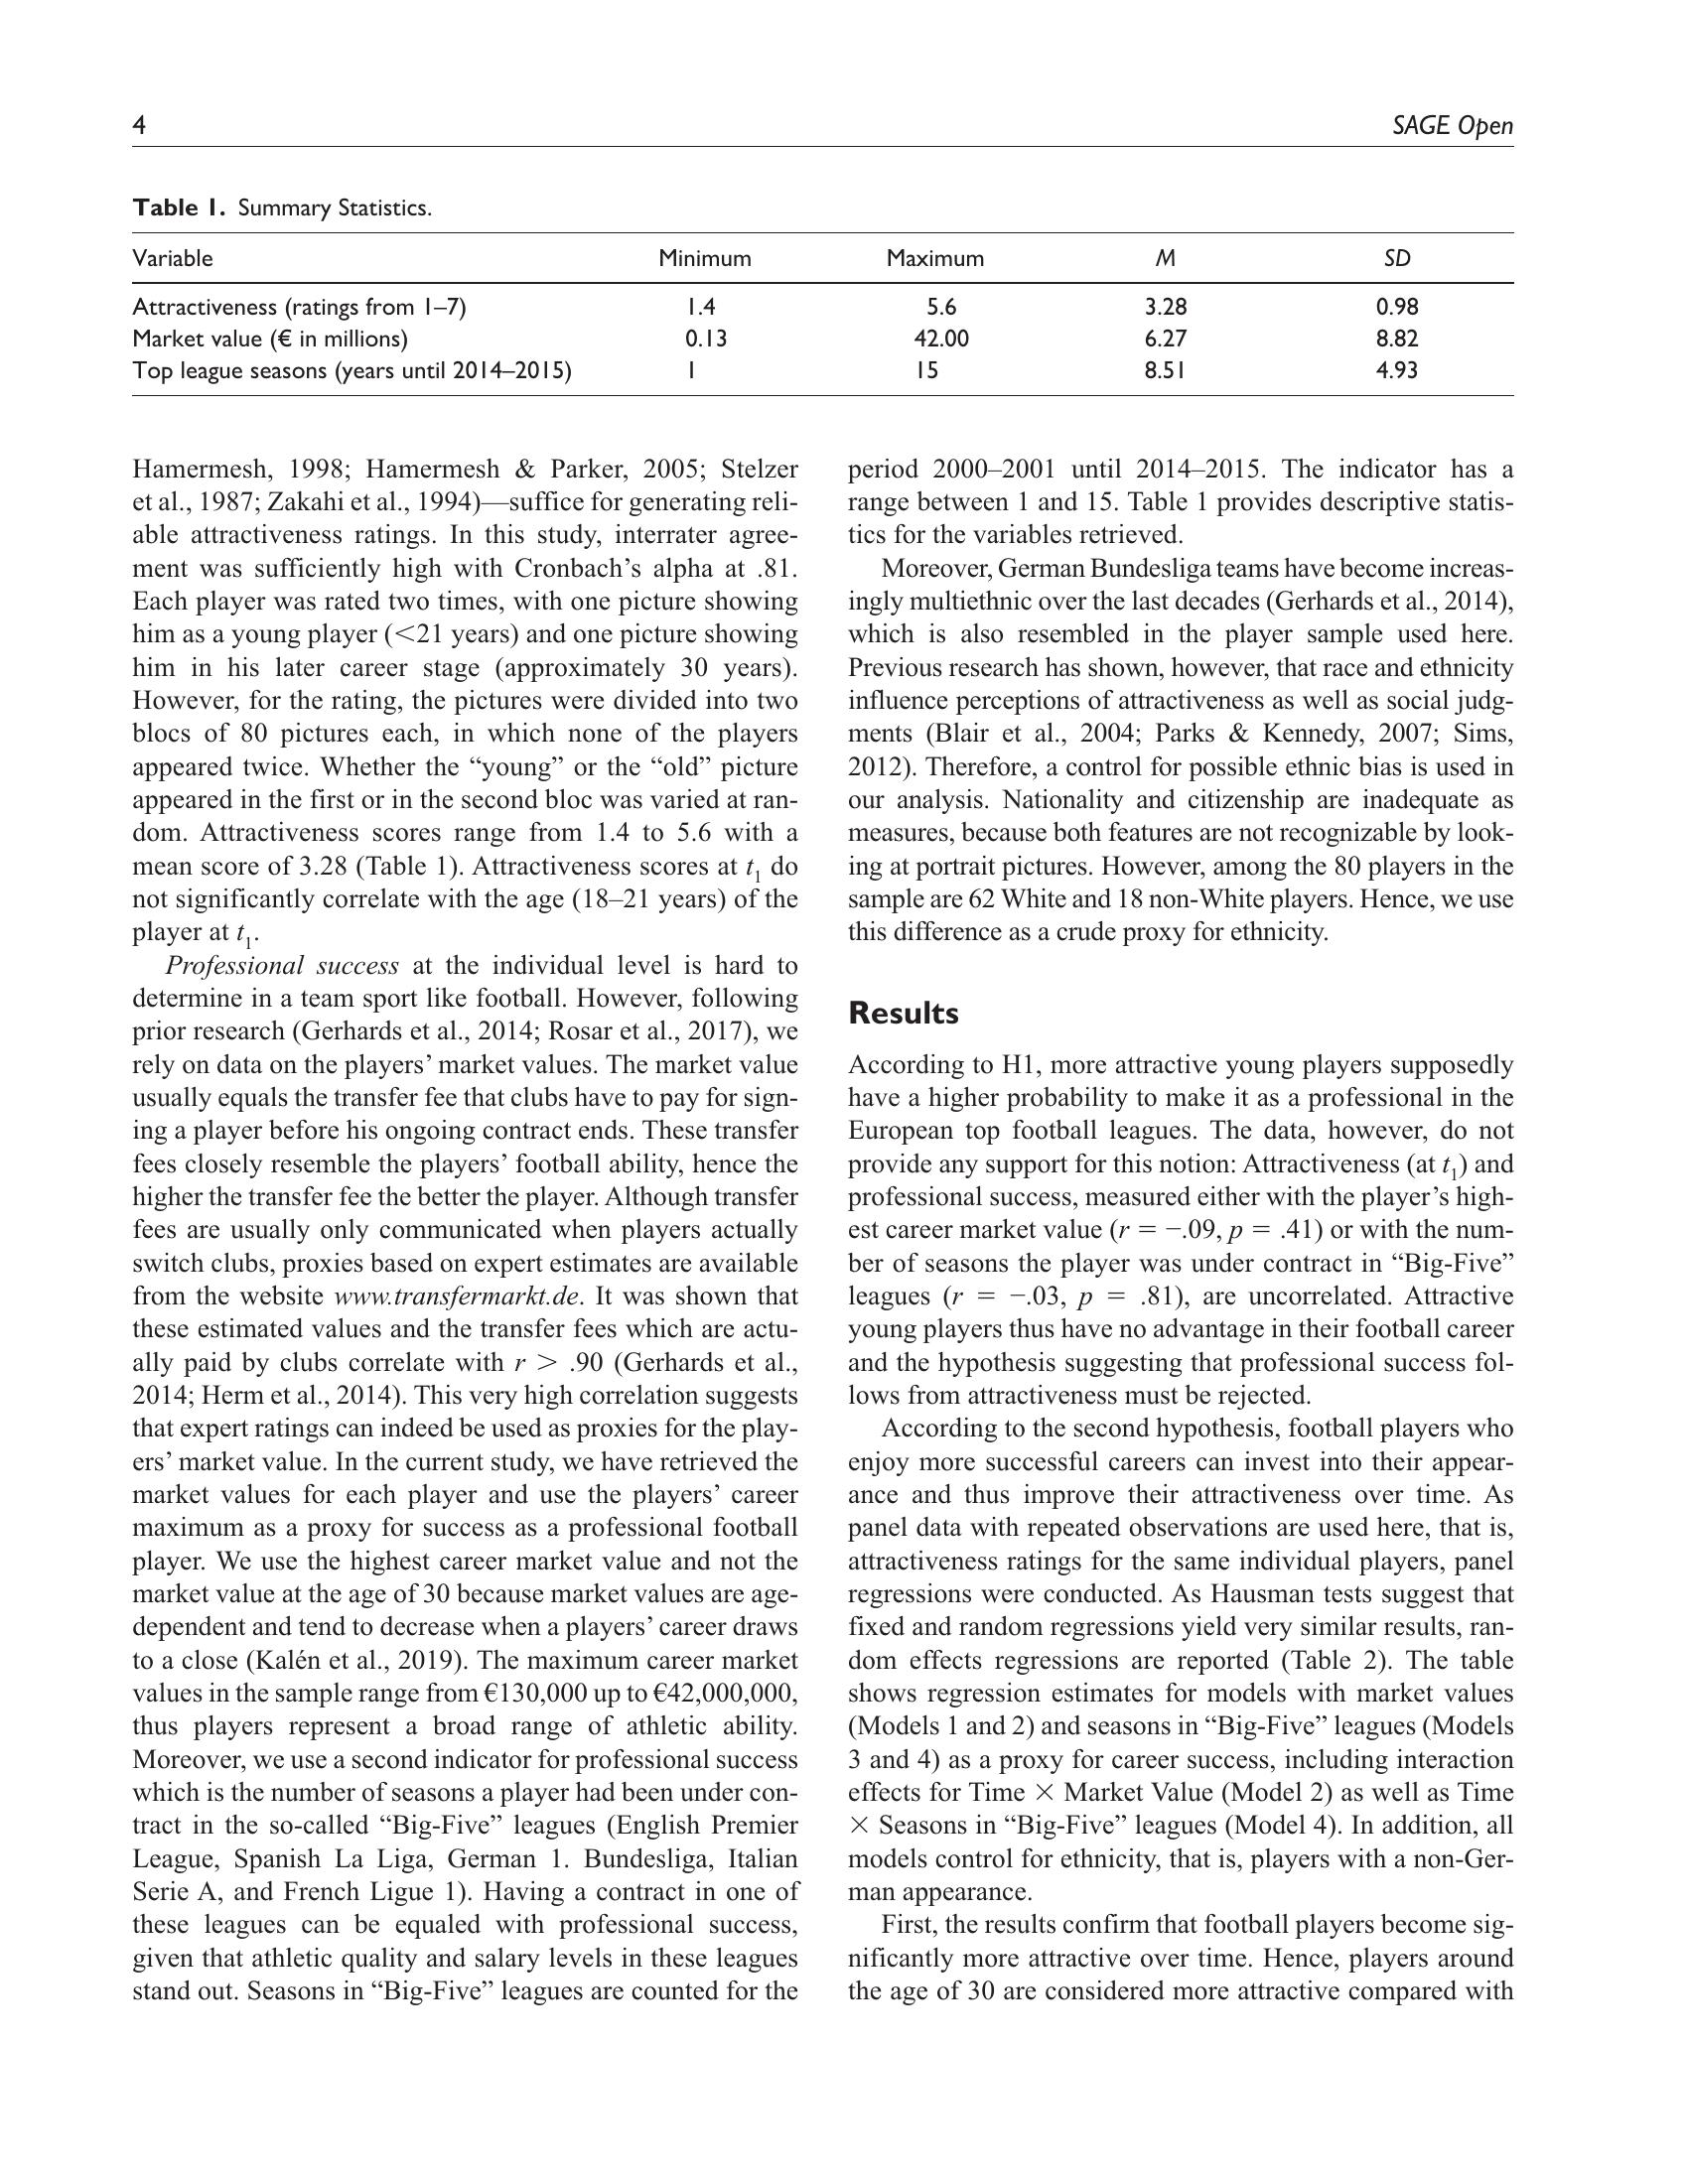 4
SAGE Open
Table 1. Summary Statistics.
Variable Minimum Maximum M SD
Attractiveness (ratings from 1–7) 1.4 5.6 3.28 0.98
Market value (€ in millions) 0.13 42.00 6.27 8.82
Top league seasons (years until 2014–2015) 1 15 8.51 4.93
Hamermesh, 1998; Hamermesh & Parker, 2005; Stelzer
et al., 1987; Zakahi et al., 1994)—suffice for generating reli-
able attractiveness ratings. In this study, interrater agree-
ment was sufficiently high with Cronbach’s alpha at .81.
Each player was rated two times, with one picture showing
him as a young player (<21 years) and one picture showing
him in his later career stage (approximately 30 years).
However, for the rating, the pictures were divided into two
blocs of 80 pictures each, in which none of the players
appeared twice. Whether the “young” or the “old” picture
appeared in the first or in the second bloc was varied at ran-
dom. Attractiveness scores range from 1.4 to 5.6 with a
mean score of 3.28 (Table 1). Attractiveness scores at t1 do
not significantly correlate with the age (18–21 years) of the
player at t1.
Professional success at the individual level is hard to
determine in a team sport like football. However, following
prior research (Gerhards et al., 2014; Rosar et al., 2017), we
rely on data on the players’ market values. The market value
usually equals the transfer fee that clubs have to pay for sign-
ing a player before his ongoing contract ends. These transfer
fees closely resemble the players’ football ability, hence the
higher the transfer fee the better the player. Although transfer
fees are usually only communicated when players actually
switch clubs, proxies based on expert estimates are available
from the website www.transfermarkt.de. It was shown that
these estimated values and the transfer fees which are actu-
ally paid by clubs correlate with r > .90 (Gerhards et al.,
2014; Herm et al., 2014). This very high correlation suggests
that expert ratings can indeed be used as proxies for the play-
ers’ market value. In the current study, we have retrieved the
market values for each player and use the players’ career
maximum as a proxy for success as a professional football
player. We use the highest career market value and not the
market value at the age of 30 because market values are age-
dependent and tend to decrease when a players’ career draws
to a close (Kalén et al., 2019). The maximum career market
values in the sample range from €130,000 up to €42,000,000,
thus players represent a broad range of athletic ability.
Moreover, we use a second indicator for professional success
which is the number of seasons a player had been under con-
tract in the so-called “Big-Five” leagues (English Premier
League, Spanish La Liga, German 1. Bundesliga, Italian
Serie A, and French Ligue 1). Having a contract in one of
these leagues can be equaled with professional success,
given that athletic quality and salary levels in these leagues
stand out. Seasons in “Big-Five” leagues are counted for the
period 2000–2001 until 2014–2015. The indicator has a
range between 1 and 15. Table 1 provides descriptive statis-
tics for the variables retrieved.
Moreover, German Bundesliga teams have become increas-
ingly multiethnic over the last decades (Gerhards et al., 2014),
which is also resembled in the player sample used here.
Previous research has shown, however, that race and ethnicity
influence perceptions of attractiveness as well as social judg-
ments (Blair et al., 2004; Parks & Kennedy, 2007; Sims,
2012). Therefore, a control for possible ethnic bias is used in
our analysis. Nationality and citizenship are inadequate as
measures, because both features are not recognizable by look-
ing at portrait pictures. However, among the 80 players in the
sample are 62 White and 18 non-White players. Hence, we use
this difference as a crude proxy for ethnicity.
Results
According to H1, more attractive young players supposedly
have a higher probability to make it as a professional in the
European top football leagues. The data, however, do not
provide any support for this notion: Attractiveness (at t1) and
professional success, measured either with the player’s high-
est career market value (r = −.09, p = .41) or with the num-
ber of seasons the player was under contract in “Big-Five”
leagues (r = −.03, p = .81), are uncorrelated. Attractive
young players thus have no advantage in their football career
and the hypothesis suggesting that professional success fol-
lows from attractiveness must be rejected.
According to the second hypothesis, football players who
enjoy more successful careers can invest into their appear-
ance and thus improve their attractiveness over time. As
panel data with repeated observations are used here, that is,
attractiveness ratings for the same individual players, panel
regressions were conducted. As Hausman tests suggest that
fixed and random regressions yield very similar results, ran-
dom effects regressions are reported (Table 2). The table
shows regression estimates for models with market values
(Models 1 and 2) and seasons in “Big-Five” leagues (Models
3 and 4) as a proxy for career success, including interaction
effects for Time × Market Value (Model 2) as well as Time
× Seasons in “Big-Five” leagues (Model 4). In addition, all
models control for ethnicity, that is, players with a non-Ger-
man appearance.
First, the results confirm that football players become sig-
nificantly more attractive over time. Hence, players around
the age of 30 are considered more attractive compared with